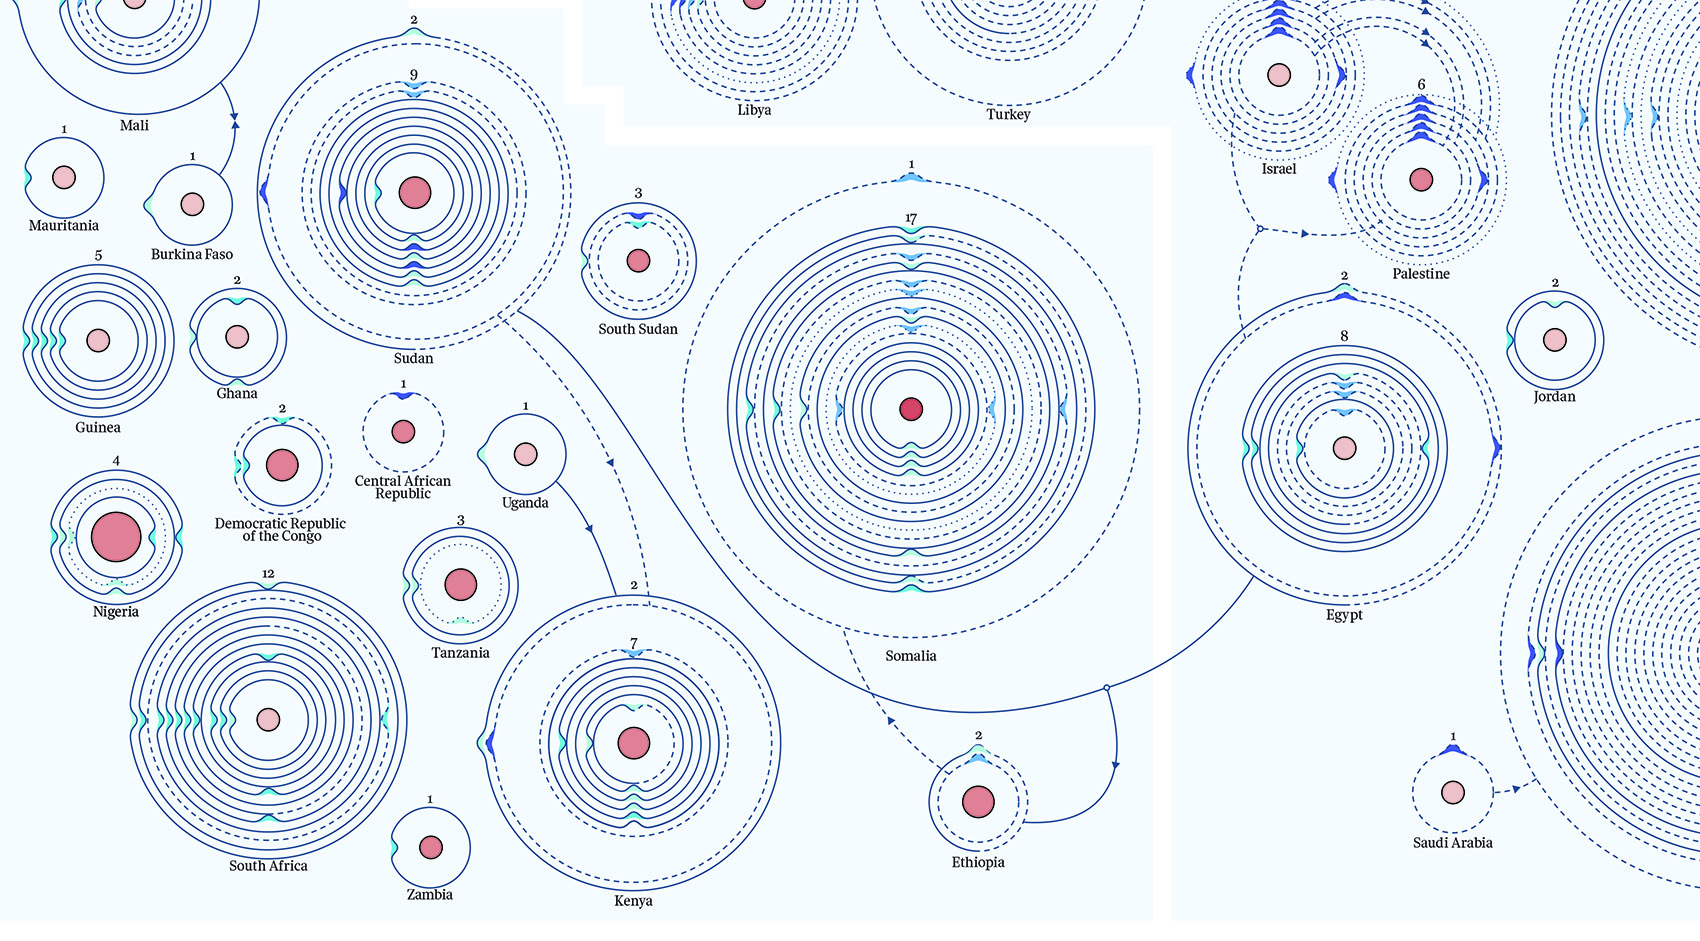 2
9
6
Libya
Turkey
Mali
1
Mauritania
1
Burkina Faso
3
South Sudan
1
17
Israel
Palestine
5
Guinea
2
Ghana
Sudan
2
8
2
Jordan
1
Central African
Republic
2
Democratic Republic
of the Congo
1
Uganda
4
Nigeria
3
Tanzania
Somalia
Egypt
12
South Africa
2
7
Kenya
1
Zambia
2
Ethiopia
1
Saudi Arabia